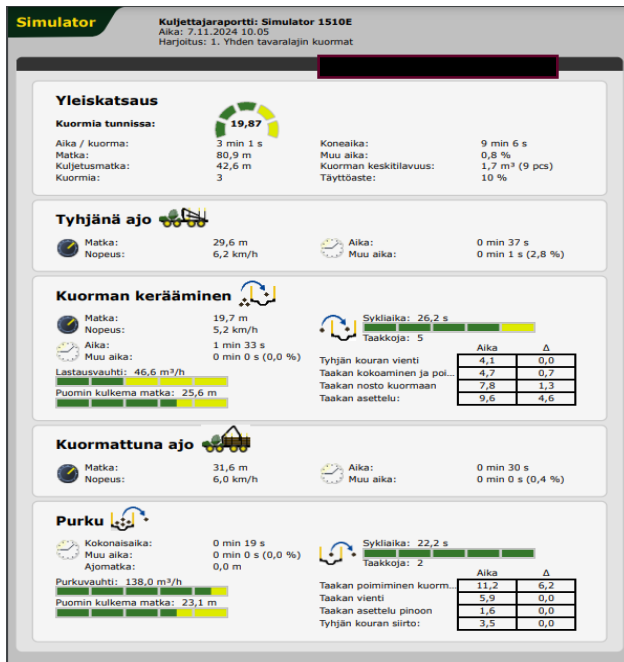 Simulator
Kuljettajaraportti: Simulator 1510E
Aika: 7.11.2024 10.05
Harjoitus: 1. Yhden tavaralajin kuormat
Yleiskatsaus
Kuormia tunnissa: 19,87
Aika / kuorma: 3 min 1 s Koneaika: 9 min 6 s
Matka: 80,9 m Muu aika: 0,8 %
Kuljetusmatka: 42,6 m Kuorman keskitilavuus: 1,7 m³ (9 pcs)
Kuormia: 3 Täyttöaste: 10 %
Tyhjänä ajo
Matka: 29,6 m Aika: 0 min 37 s
Nopeus: 6,2 km/h Muu aika: 0 min 1 s (2,8 %)
Kuorman kerääminen
Matka: 19,7 m
Nopeus: 5,2 km/h
Aika: 1 min 33 s
Muu aika: 0 min 0 s (0,0 %)
Lastausvauhti: 46,6 m³/h
Puomin kulkema matka: 25,6 m
Sykliaika: 26,2 s
Taakkoja: 5
Aika Δ
Tyhjän kouran vienti 4,1 0,0
Taakan kokoaminen ja poi... 4,7 0,7
Taakan nosto kuormaan 7,8 1,3
Taakan asettelu: 9,6 4,6
Kuormattuna ajo
Matka: 31,6 m Aika: 0 min 30 s
Nopeus: 6,0 km/h Muu aika: 0 min 0 s (0,4 %)
Purku
Kokonaisaika: 0 min 19 s
Muu aika: 0 min 0 s (0,0 %)
Ajomatka: 0,0 m
Purkuvauhti: 138,0 m³/h
Puomin kulkema matka: 23,1 m
Sykliaika: 22,2 s
Taakkoja: 2
Aika Δ
Taakan poimiminen kuorm... 11,2 6,2
Taakan vienti 5,9 0,0
Taakan asettelu pinoon 1,6 0,0
Tyhjän kouran siirto: 3,5 0,0